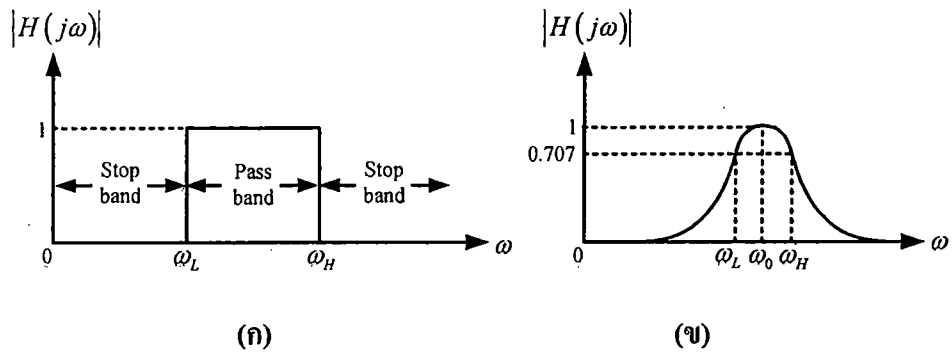 |H(jω)|
1
Stop band
Pass band
Stop band
0
ω_L
ω_H
ω
(ก)
|H(jω)|
1
0.707
0
ω_L
ω_0
ω_H
ω
(ข)